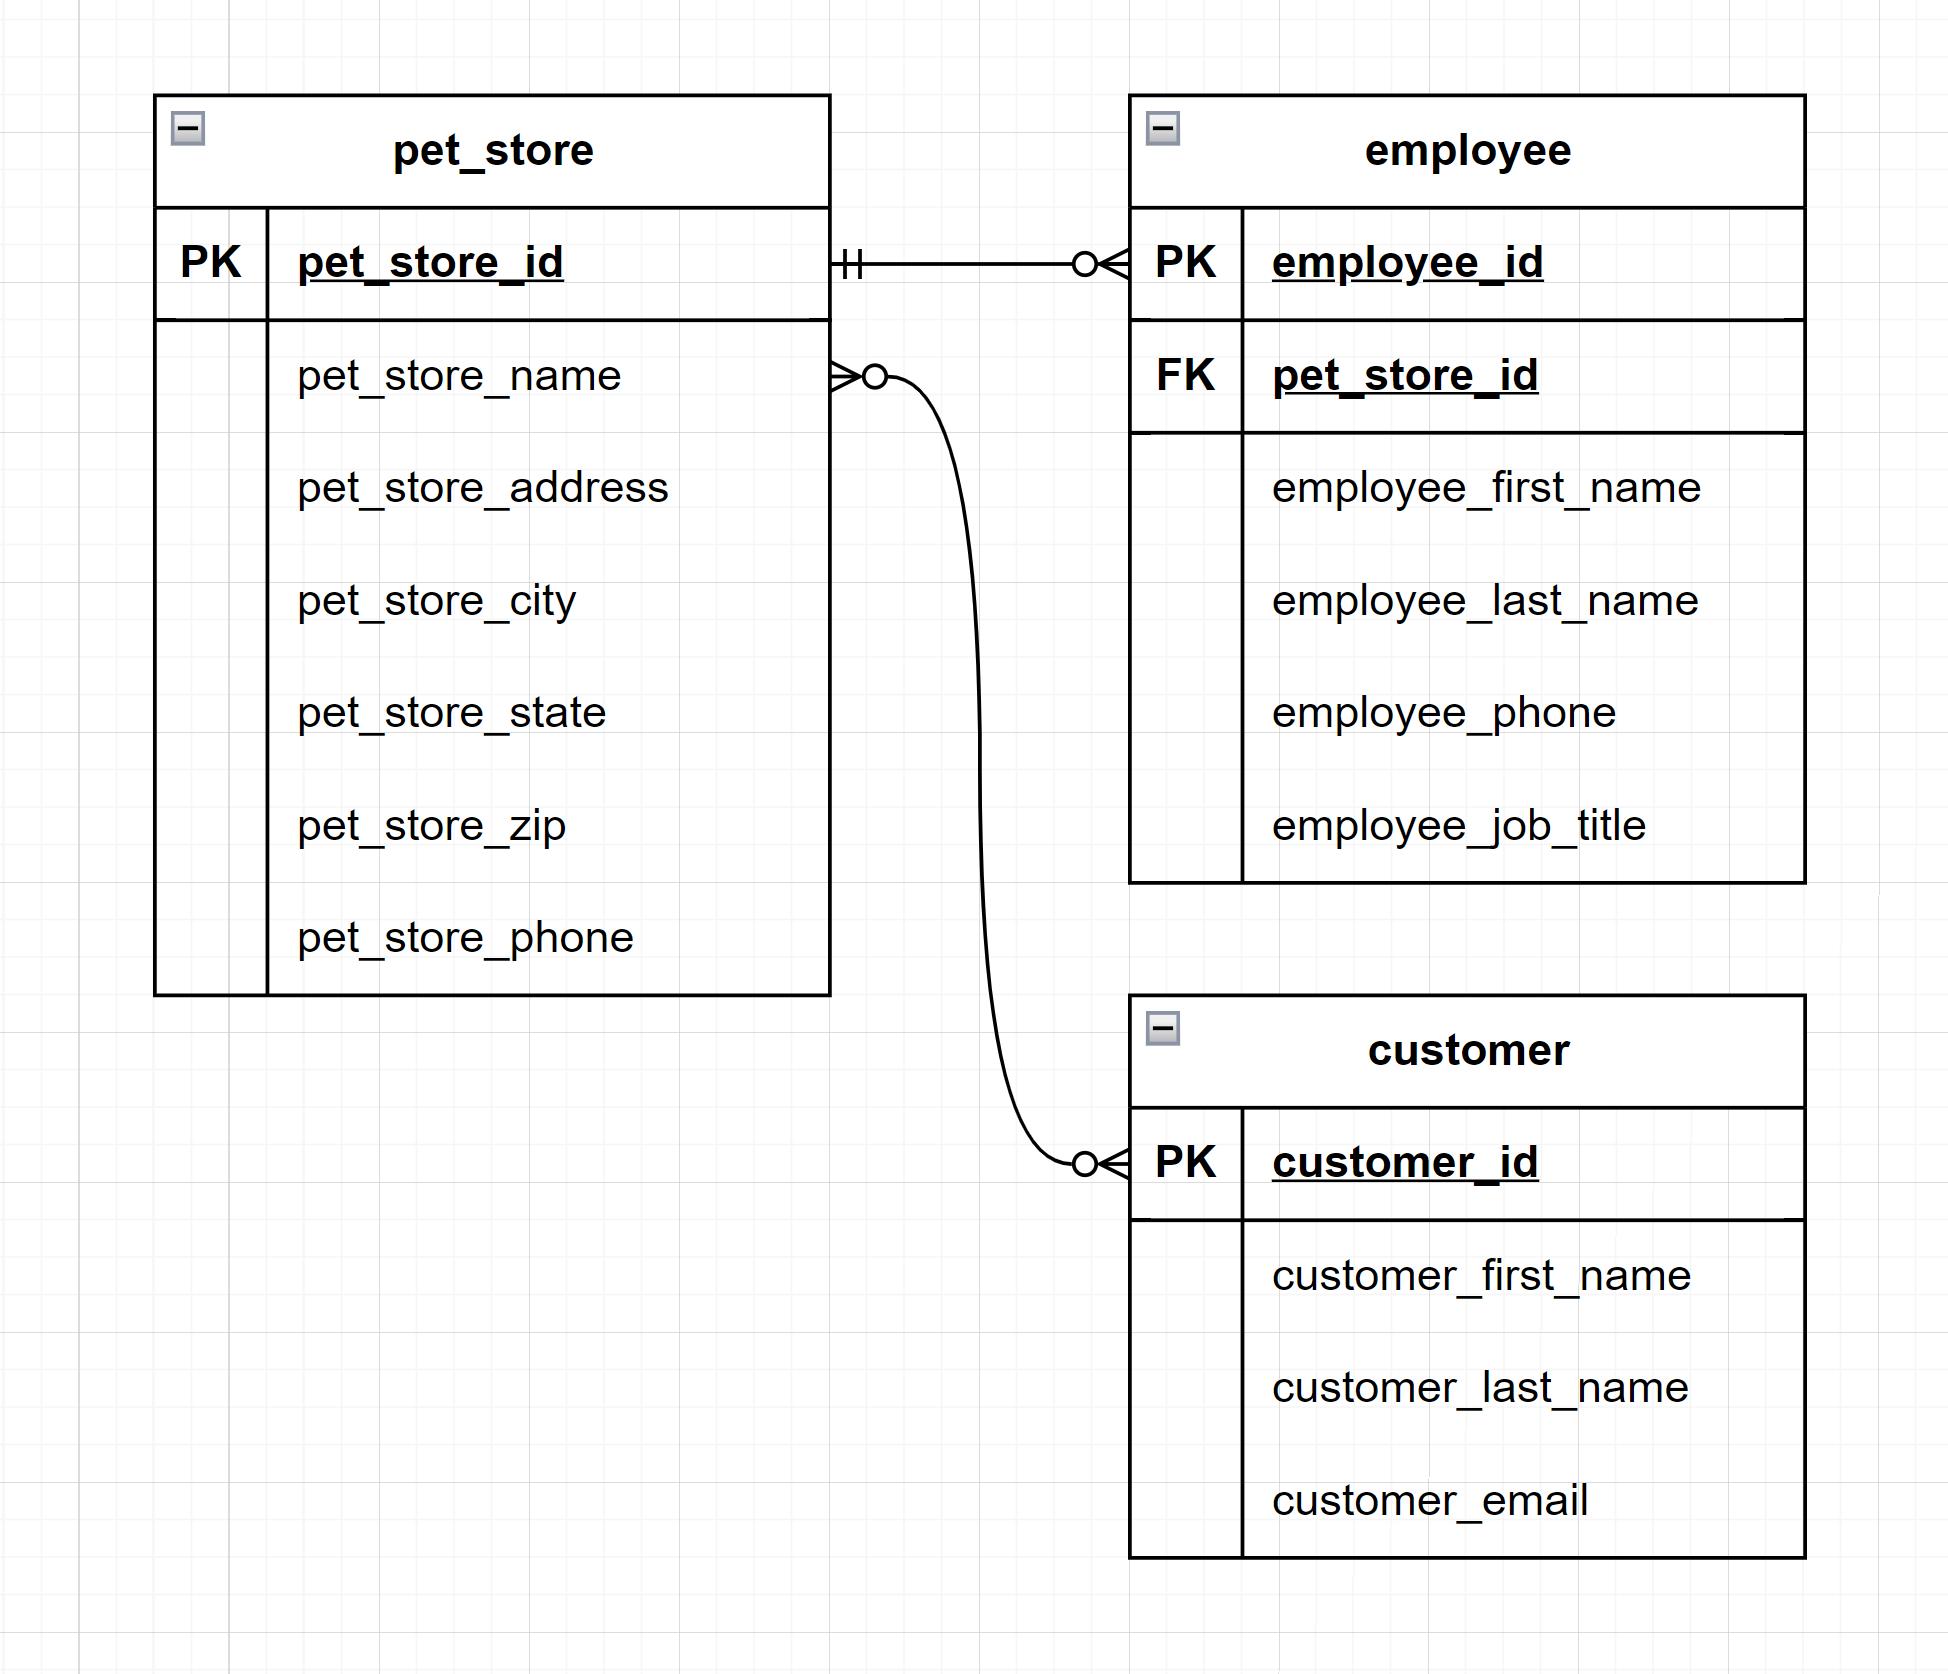 pet_store
PK pet_store_id
pet_store_name
pet_store_address
pet_store_city
pet_store_state
pet_store_zip
pet_store_phone
employee
PK employee_id
FK pet_store_id
employee_first_name
employee_last_name
employee_phone
employee_job_title
customer
PK customer_id
customer_first_name
customer_last_name
customer_email